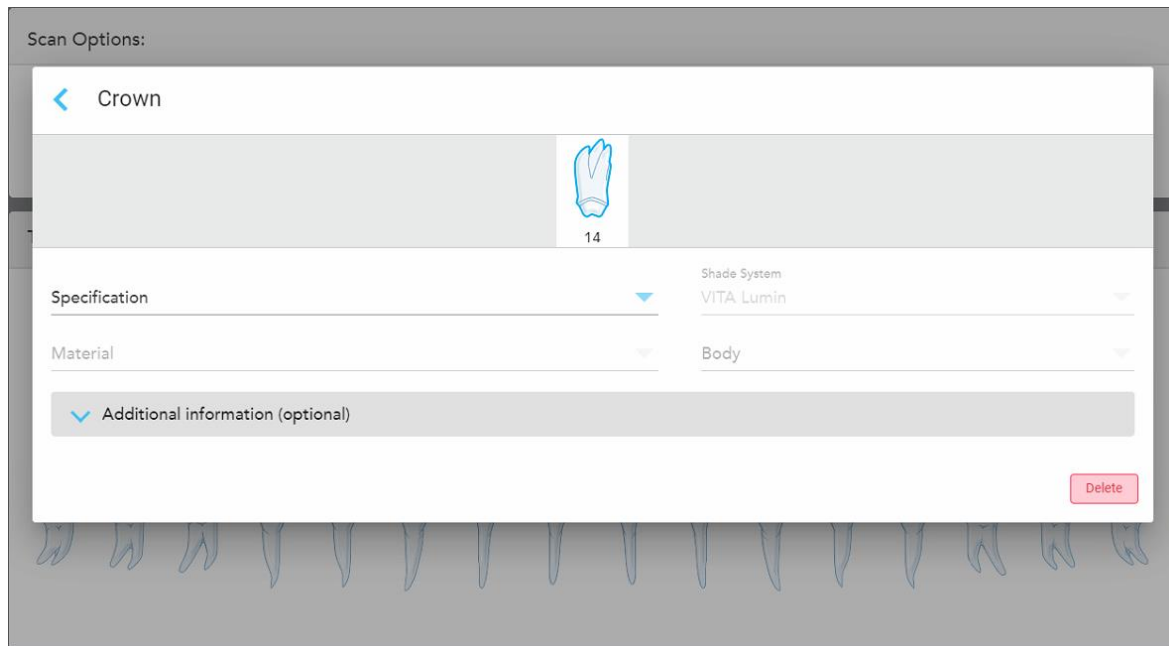 Scan Options:
Crown
14
Specification
Shade System
VITA Lumin
Material
Body
Additional information (optional)
Delete